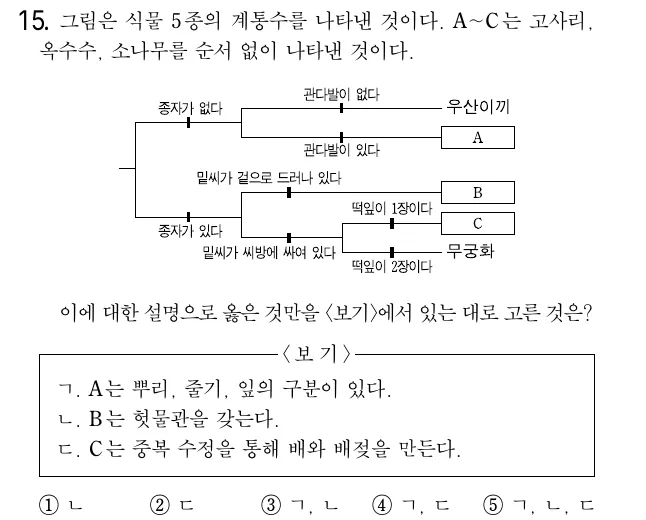 15. 그림은 식물 5종의 계통수를 나타낸 것이다. A~C는 고사리,
옥수수, 소나무를 순서 없이 나타낸 것이다.
관다발이 없다
종자가 없다
우산이끼
A
관다발이 있다
밑씨가 겉으로 드러나 있다
B
떡잎이 1장이다
C
종자가 있다
밑씨가 씨방에 싸여 있다
무궁화
떡잎이 2장이다
이에 대한 설명으로 옳은 것만을 〈보기〉에서 있는 대로 고른 것은?
〈보 기〉
ㄱ. A는 뿌리, 줄기, 잎의 구분이 있다.
ㄴ. B는 헛물관을 갖는다.
ㄷ. C는 중복 수정을 통해 배와 배젖을 만든다.
① ㄴ ② ㄷ ③ ㄱ, ㄴ ④ ㄱ, ㄷ ⑤ ㄱ, ㄴ, ㄷ